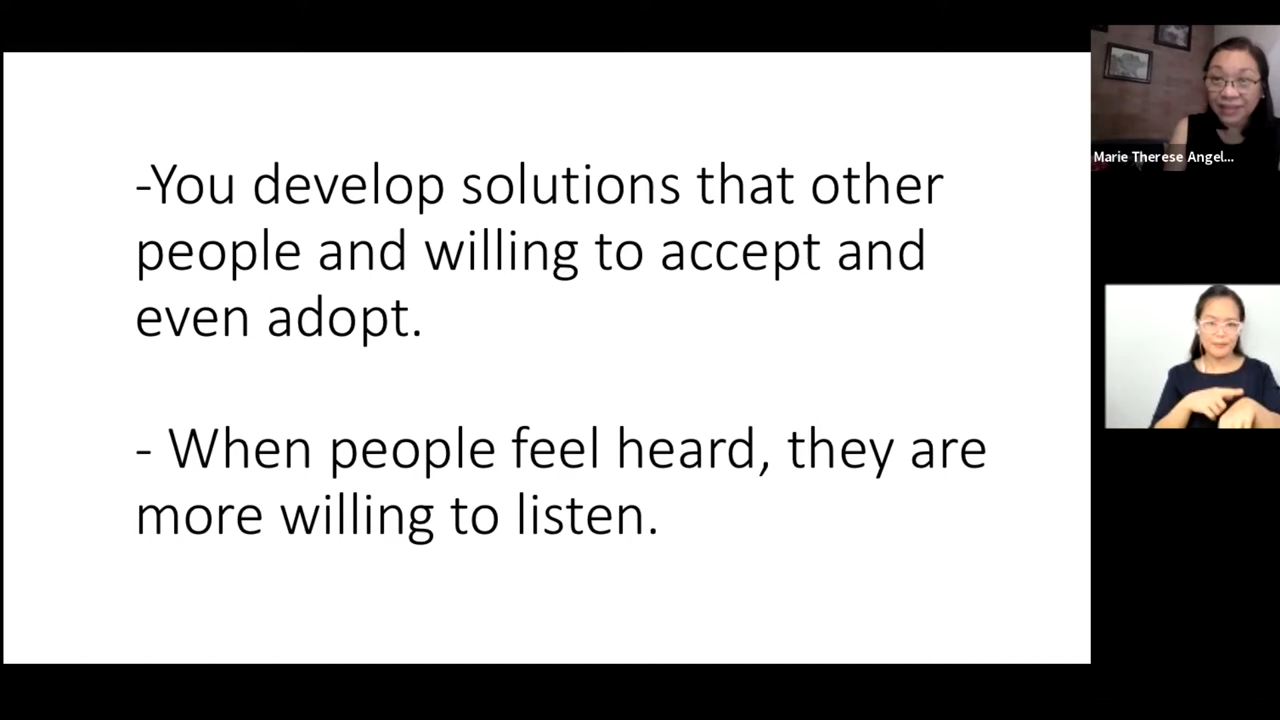 -You develop solutions that other
people and willing to accept and
even adopt.
- When people feel heard, they are
more willing to listen.
Marie Therese Angel...